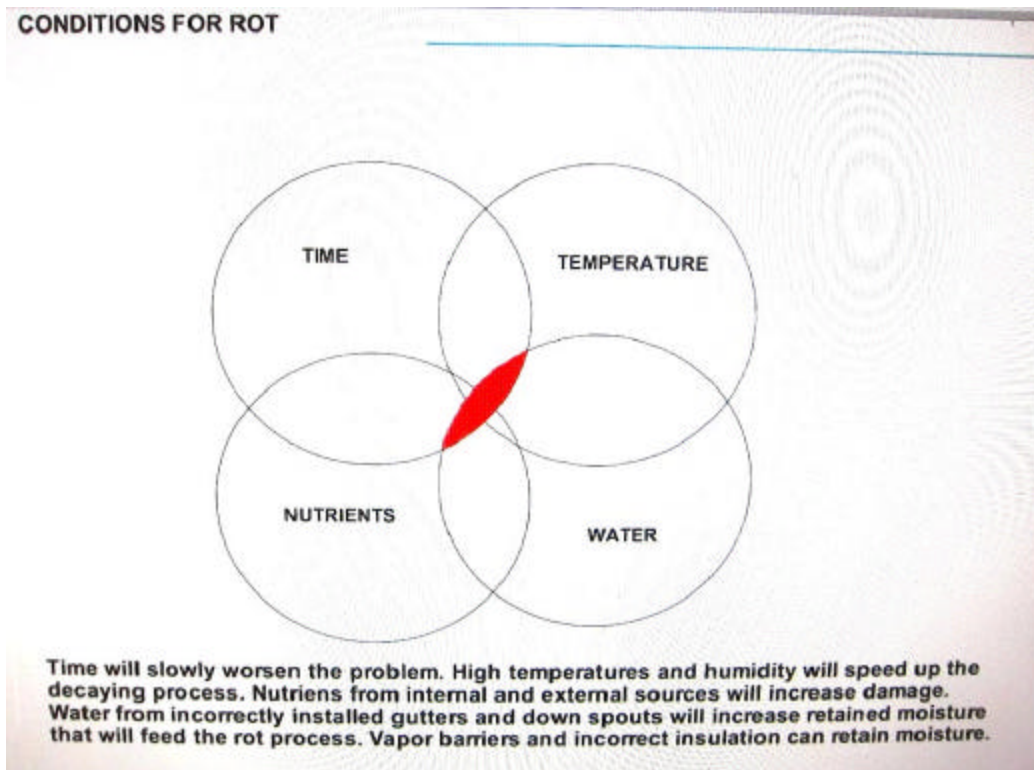 CONDITIONS FOR ROT
TIME
TEMPERATURE
NUTRIENTS
WATER
Time will slowly worsen the problem. High temperatures and humidity will speed up the
decaying process. Nutriens from internal and external sources will increase damage.
Water from incorrectly installed gutters and down spouts will increase retained moisture
that will feed the rot process. Vapor barriers and incorrect insulation can retain moisture.